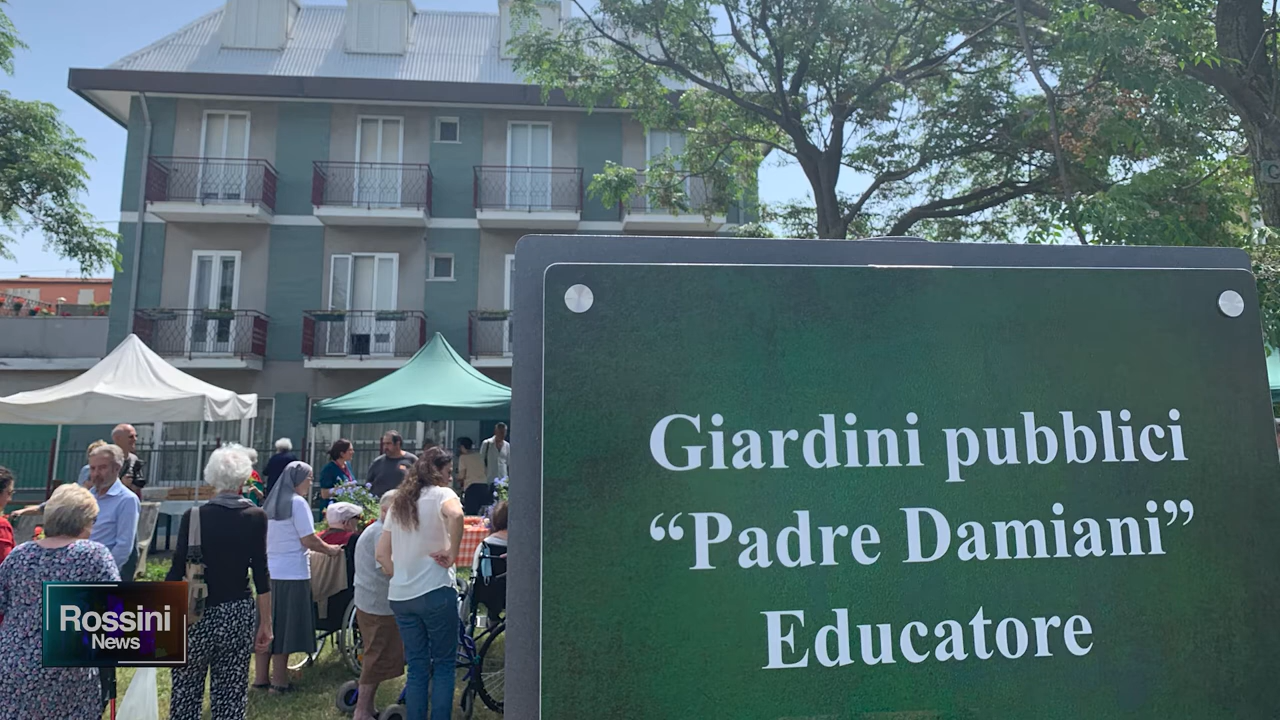 Giardini pubblici
“Padre Damiani”
Educatore
Rossini
News